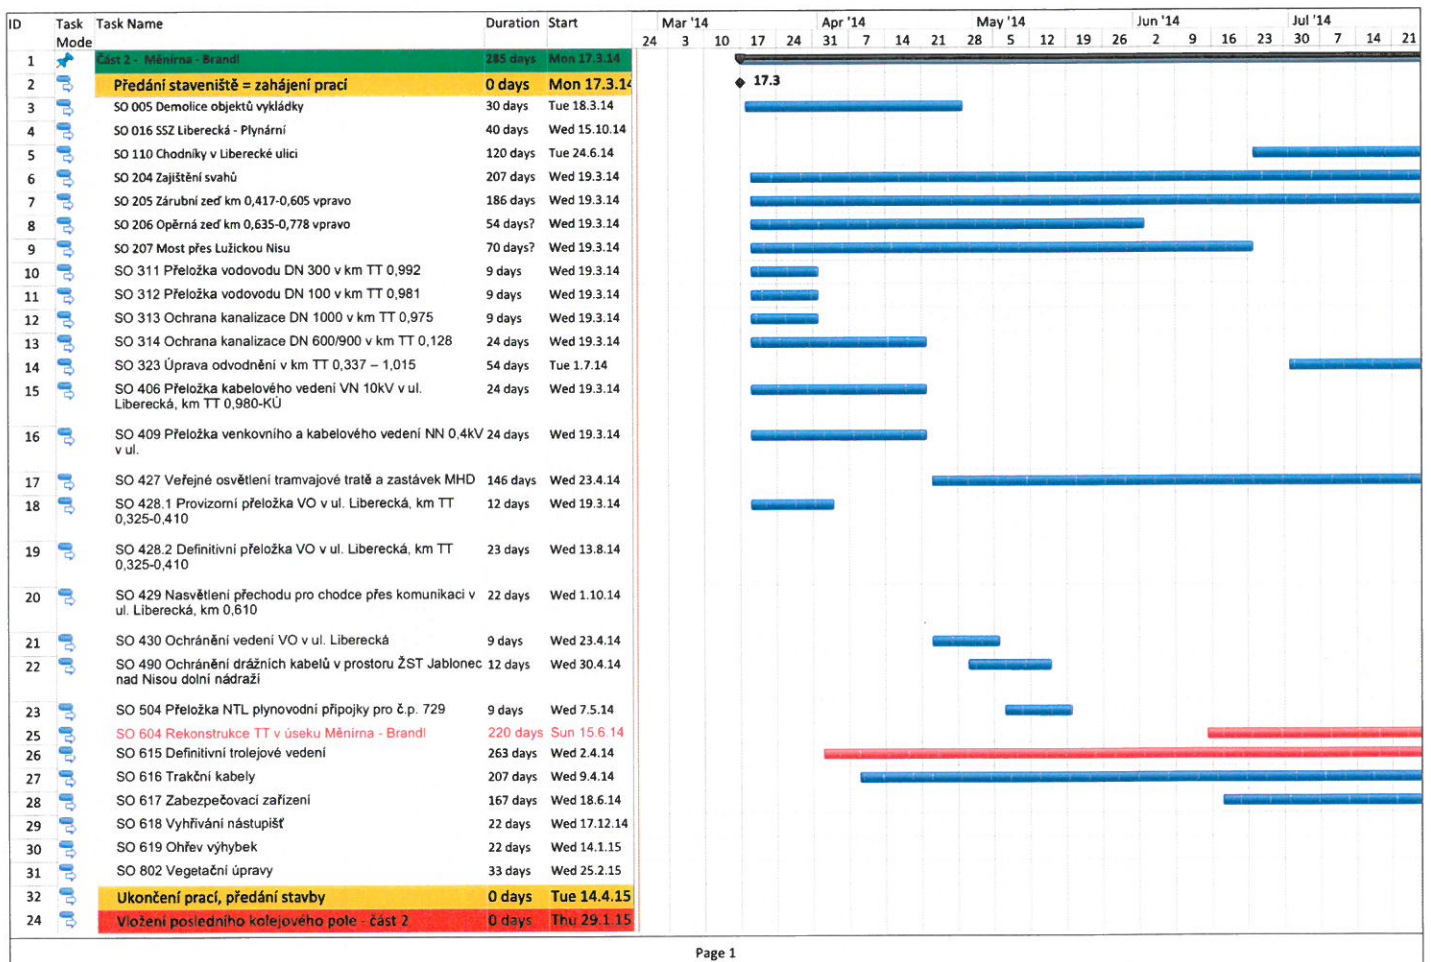 ID Task Mode Task Name Duration Start Mar '14 Apr '14 May '14 Jun '14 Jul '14
24 3 10 17 24 31 7 14 21 28 5 12 19 26 2 9 16 23 30 7 14 21
1 Část 2 - Měnírna - Brandl 285 days Mon 17.3.14
2 Předání staveniště = zahájení prací 0 days Mon 17.3.14 17.3
3 SO 005 Demolice objektů vykládky 30 days Tue 18.3.14
4 SO 016 SSZ Liberecká - Plynární 40 days Wed 15.10.14
5 SO 110 Chodníky v Liberecké ulici 120 days Tue 24.6.14
6 SO 204 Zajištění svahů 207 days Wed 19.3.14
7 SO 205 Zárubní zeď km 0,417-0,605 vpravo 186 days Wed 19.3.14
8 SO 206 Opěrná zeď km 0,635-0,778 vpravo 54 days? Wed 19.3.14
9 SO 207 Most přes Lužickou Nisu 70 days? Wed 19.3.14
10 SO 311 Přeložka vodovodu DN 300 v km TT 0,992 9 days Wed 19.3.14
11 SO 312 Přeložka vodovodu DN 100 v km TT 0,981 9 days Wed 19.3.14
12 SO 313 Ochrana kanalizace DN 1000 v km TT 0,975 9 days Wed 19.3.14
13 SO 314 Ochrana kanalizace DN 600/900 v km TT 0,128 24 days Wed 19.3.14
14 SO 323 Úprava odvodnění v km TT 0,337 – 1,015 54 days Tue 1.7.14
15 SO 406 Přeložka kabelového vedení VN 10kV v ul. 24 days Wed 19.3.14
Liberecká, km TT 0,980-KÚ
16 SO 409 Přeložka venkovního a kabelového vedení NN 0,4kV 24 days Wed 19.3.14
v ul.
17 SO 427 Veřejné osvětlení tramvajové tratě a zastávek MHD 146 days Wed 23.4.14
18 SO 428.1 Provizorní přeložka VO v ul. Liberecká, km TT 12 days Wed 19.3.14
0,325-0,410
19 SO 428.2 Definitivní přeložka VO v ul. Liberecká, km TT 23 days Wed 13.8.14
0,325-0,410
20 SO 429 Nasvětlení přechodu pro chodce přes komunikaci v 22 days Wed 1.10.14
ul. Liberecká, km 0,610
21 SO 430 Ochránění vedení VO v ul. Liberecká 9 days Wed 23.4.14
22 SO 490 Ochránění drážních kabelů v prostoru ŽST Jablonec 12 days Wed 30.4.14
nad Nisou dolní nádraží
23 SO 504 Přeložka NTL plynovodní přípojky pro č.p. 729 9 days Wed 7.5.14
25 SO 604 Rekonstrukce TT v úseku Měnírna - Brandl 220 days Sun 15.6.14
26 SO 615 Definitivní trolejové vedení 263 days Wed 2.4.14
27 SO 616 Trakční kabely 207 days Wed 9.4.14
28 SO 617 Zabezpečovací zařízení 167 days Wed 18.6.14
29 SO 618 Vyhřívání nástupišť 22 days Wed 17.12.14
30 SO 619 Ohřev výhybek 22 days Wed 14.1.15
31 SO 802 Vegetační úpravy 33 days Wed 25.2.15
32 Ukončení prací, předání stavby 0 days Tue 14.4.15
24 Vložení posledního kolejového pole - část 2 0 days Thu 29.1.15
Page 1